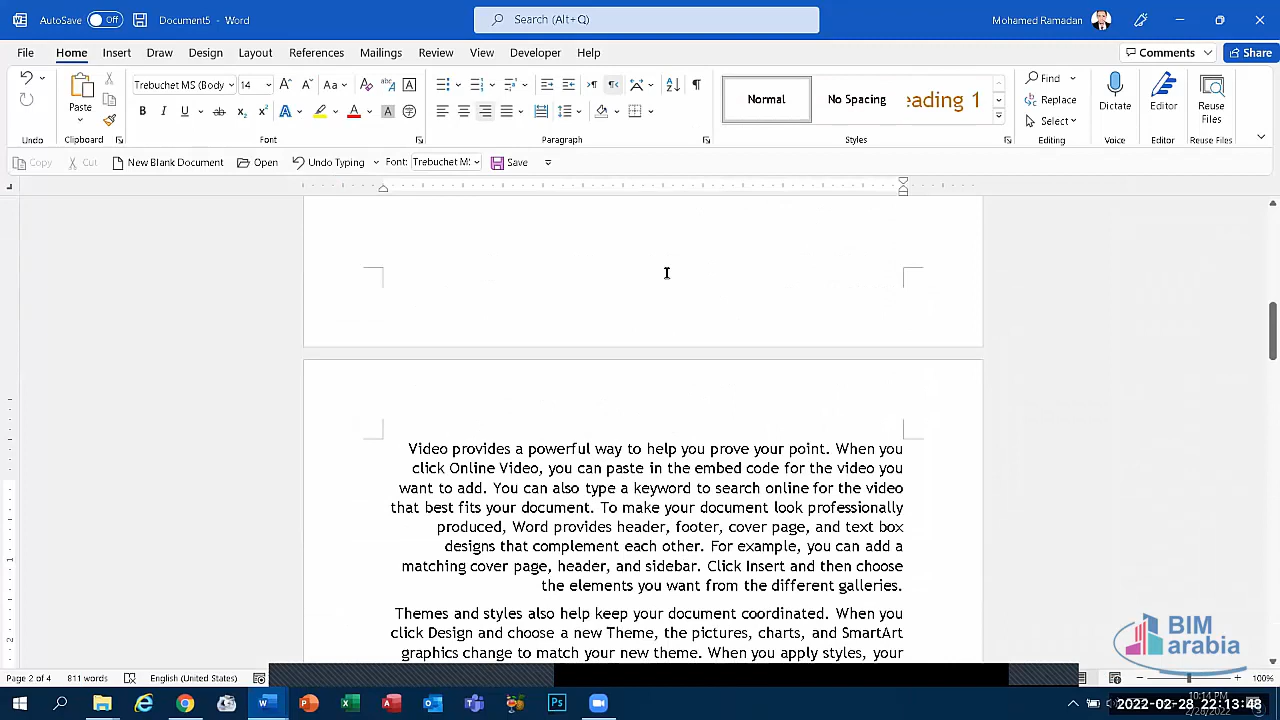 AutoSave Off Document5 - Word Search (Alt+Q) Mohamed Ramadan
File Home Insert Draw Design Layout References Mailings Review View Developer Help Comments Share
Trebuchet MS (Body 14 Aa Normal No Spacing eading 1 Find Replace Select
Paste Dictate Editor Reuse Files
B I U ab
Undo Clipboard Font Paragraph Styles Editing Voice Editor Reuse Files
Copy Cut New Blank Document Open Undo Typing Font: Trebuchet M Save
Video provides a powerful way to help you prove your point. When you
click Online Video, you can paste in the embed code for the video you
want to add. You can also type a keyword to search online for the video
that best fits your document. To make your document look professionally
produced, Word provides header, footer, cover page, and text box
designs that complement each other. For example, you can add a
matching cover page, header, and sidebar. Click Insert and then choose
the elements you want from the different galleries.
Themes and styles also help keep your document coordinated. When you
click Design and choose a new Theme, the pictures, charts, and SmartArt
graphics change to match your new theme. When you apply styles, your
BIM
arabia
Page 2 of 4 811 words English (United States) 100%
10:14 PM
2022-02-28 22:13:48